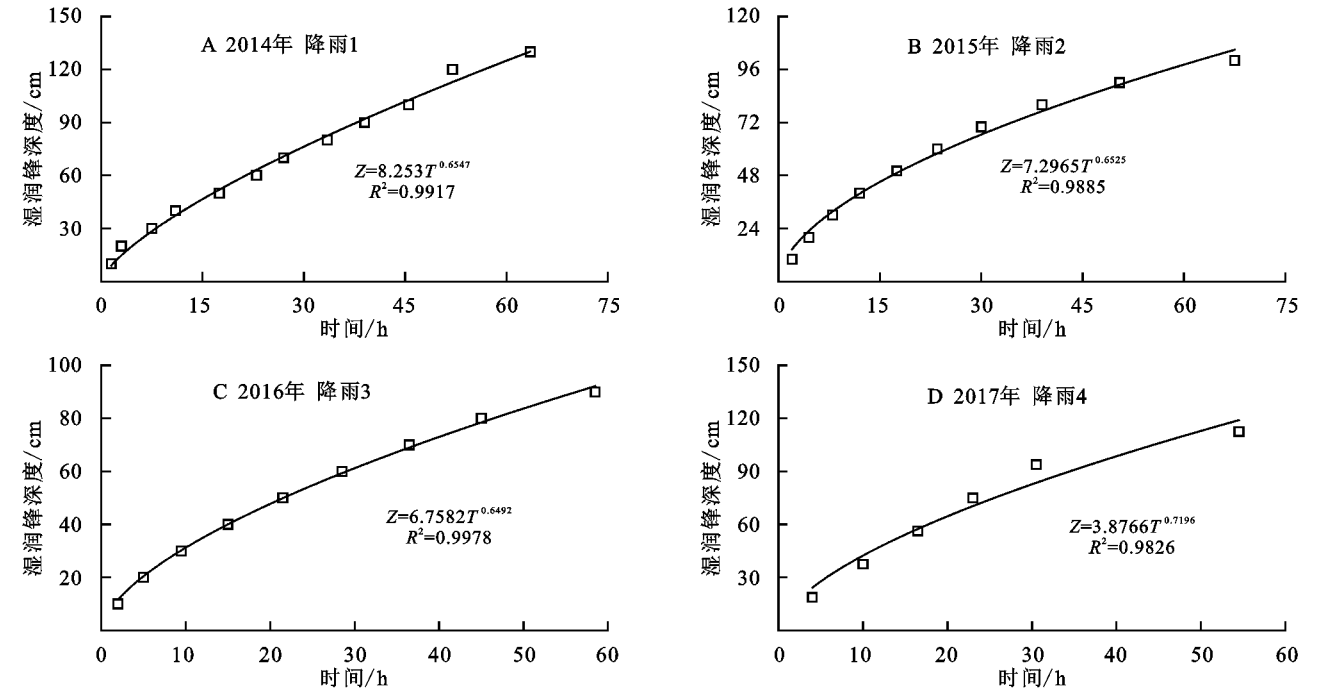 A 2014年 降雨1
湿润锋深度/cm
150
120
90
60
30
Z=8.253T^0.6547
R²=0.9917
0 15 30 45 60 75
时间/h
B 2015年 降雨2
湿润锋深度/cm
120
96
72
48
24
Z=7.2965T^0.6525
R²=0.9885
0 15 30 45 60 75
时间/h
C 2016年 降雨3
湿润锋深度/cm
100
80
60
40
20
Z=6.7582T^0.6492
R²=0.9978
0 10 20 30 40 50 60
时间/h
D 2017年 降雨4
湿润锋深度/cm
150
120
90
60
30
Z=3.8766T^0.7196
R²=0.9826
0 10 20 30 40 50 60
时间/h